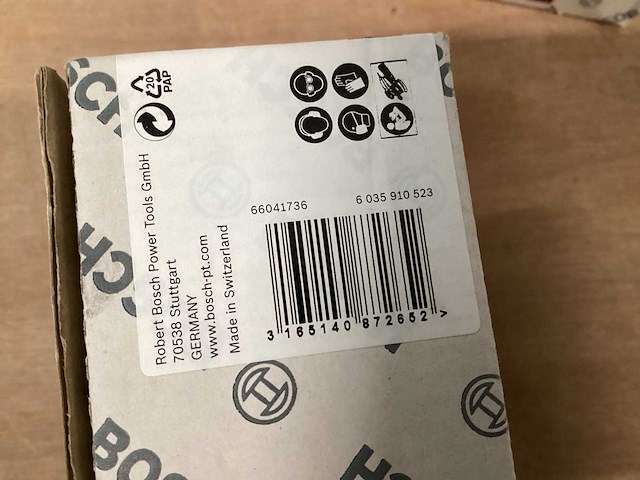 20
PAP
Robert Bosch Power Tools GmbH
70538 Stuttgart
GERMANY
www.bosch-pt.com
Made in Switzerland
66041736
6 035 910 523
3 165140 872652 >
BOSCH